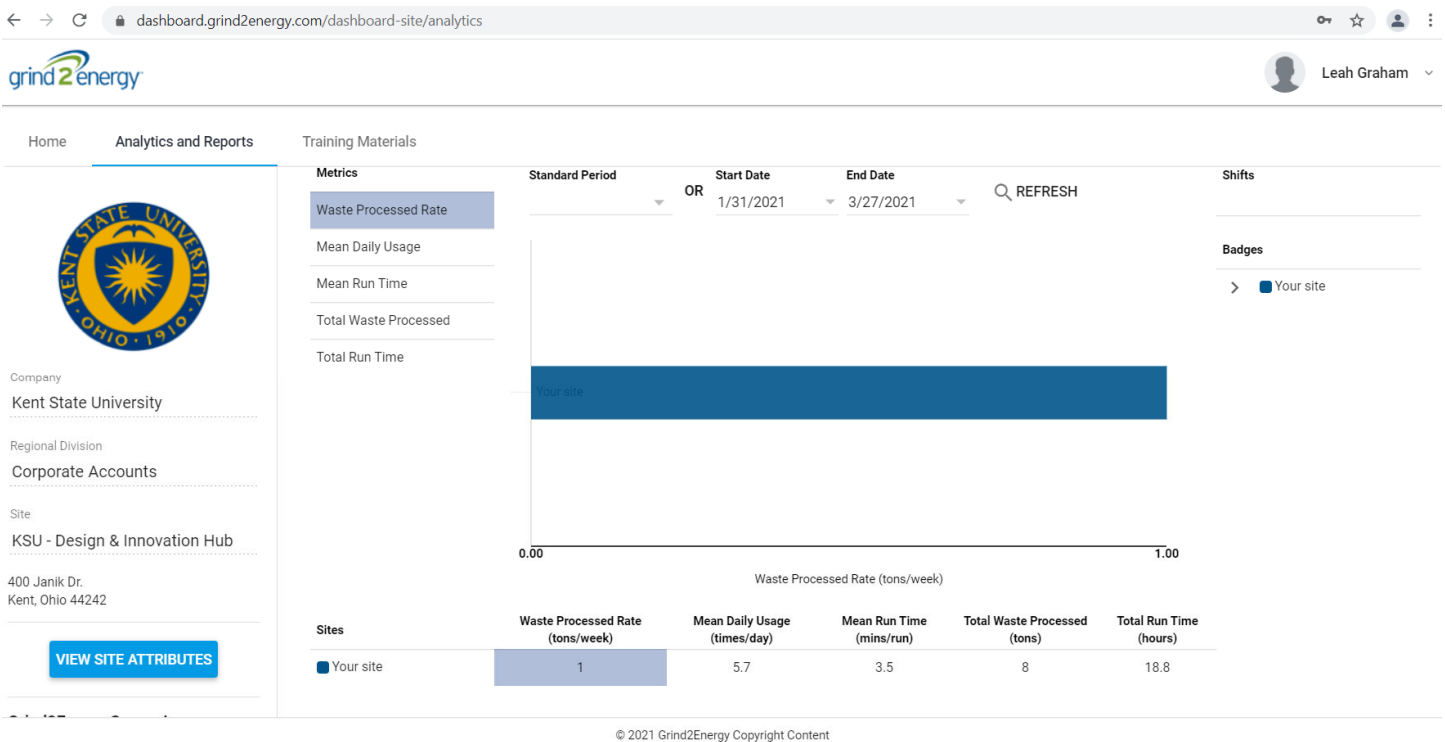 dashboard.grind2energy.com/dashboard-site/analytics
grind2energy
Leah Graham
Home
Analytics and Reports
Training Materials
KENT STATE UNIVERSITY
OHIO · 1910
Company
Kent State University
Regional Division
Corporate Accounts
Site
KSU - Design & Innovation Hub
400 Janik Dr.
Kent, Ohio 44242
VIEW SITE ATTRIBUTES
Metrics
Waste Processed Rate
Mean Daily Usage
Mean Run Time
Total Waste Processed
Total Run Time
Standard Period
OR
Start Date
1/31/2021
End Date
3/27/2021
REFRESH
Shifts
Badges
Your site
Your site
0.00
1.00
Waste Processed Rate (tons/week)
Sites
Waste Processed Rate
(tons/week)
Mean Daily Usage
(times/day)
Mean Run Time
(mins/run)
Total Waste Processed
(tons)
Total Run Time
(hours)
Your site
1
5.7
3.5
8
18.8
© 2021 Grind2Energy Copyright Content